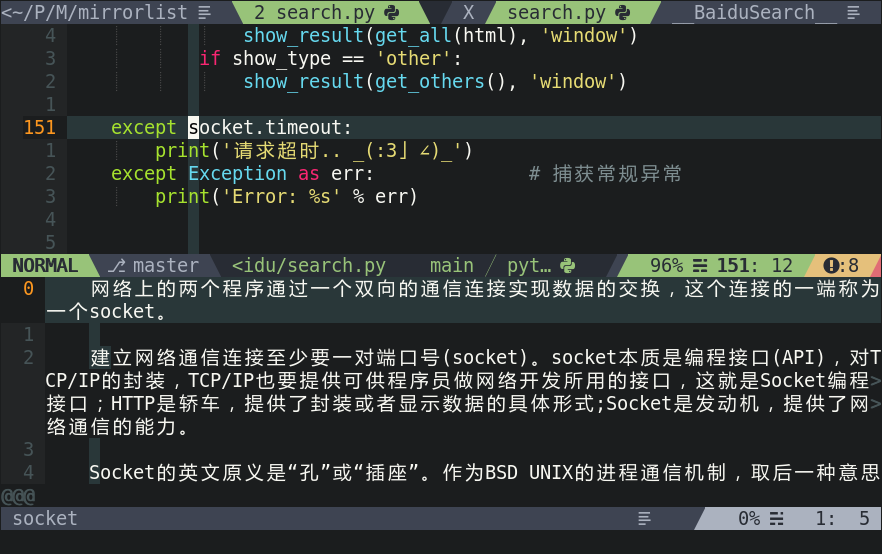 <~/P/M/mirrorlist 2 search.py X search.py __BaiduSearch__
4 show_result(get_all(html), 'window')
3 if show_type == 'other':
2 show_result(get_others(), 'window')
1
151 except socket.timeout:
1 print('请求超时.. _(:3」∠)_')
2 except Exception as err: # 捕获常规异常
3 print('Error: %s' % err)
4
5
NORMAL master <idu/search.py main pyt… 96% 151: 12 :8
0 网络上的两个程序通过一个双向的通信连接实现数据的交换，这个连接的一端称为
一个socket。
1
2 建立网络通信连接至少要一对端口号(socket)。socket本质是编程接口(API)，对T
CP/IP的封装，TCP/IP也要提供可供程序员做网络开发所用的接口，这就是Socket编程>
接口；HTTP是轿车，提供了封装或者显示数据的具体形式;Socket是发动机，提供了网>
络通信的能力。
3
4 Socket的英文原义是“孔”或“插座”。作为BSD UNIX的进程通信机制，取后一种意思
@@@
socket 0% 1: 5